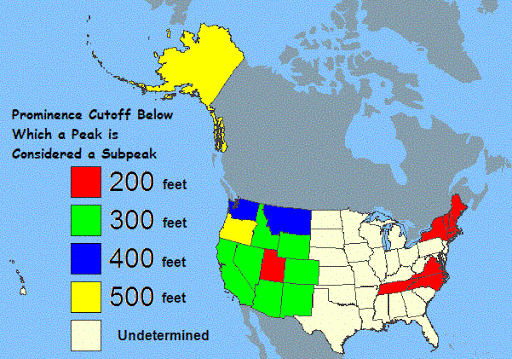 Prominence Cutoff Below
Which a Peak is
Considered a Subpeak
200 feet
300 feet
400 feet
500 feet
Undetermined